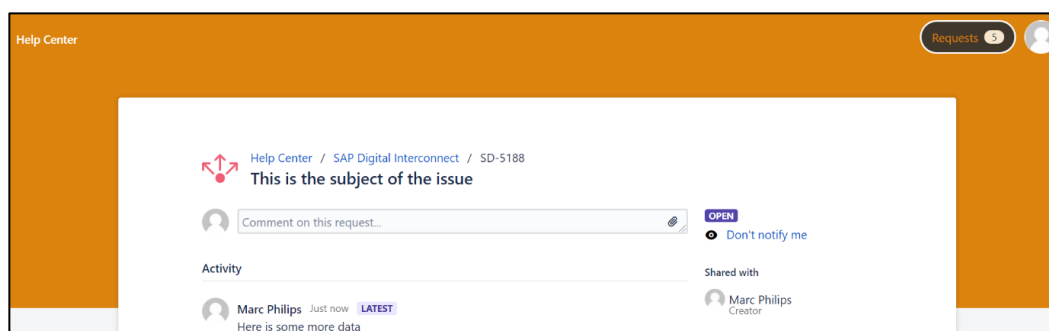 Help Center
Requests 5
Help Center / SAP Digital Interconnect / SD-5188
This is the subject of the issue
Comment on this request...
OPEN
Don't notify me
Activity
Shared with
Marc Philips Just now LATEST
Here is some more data
Marc Philips
Creator